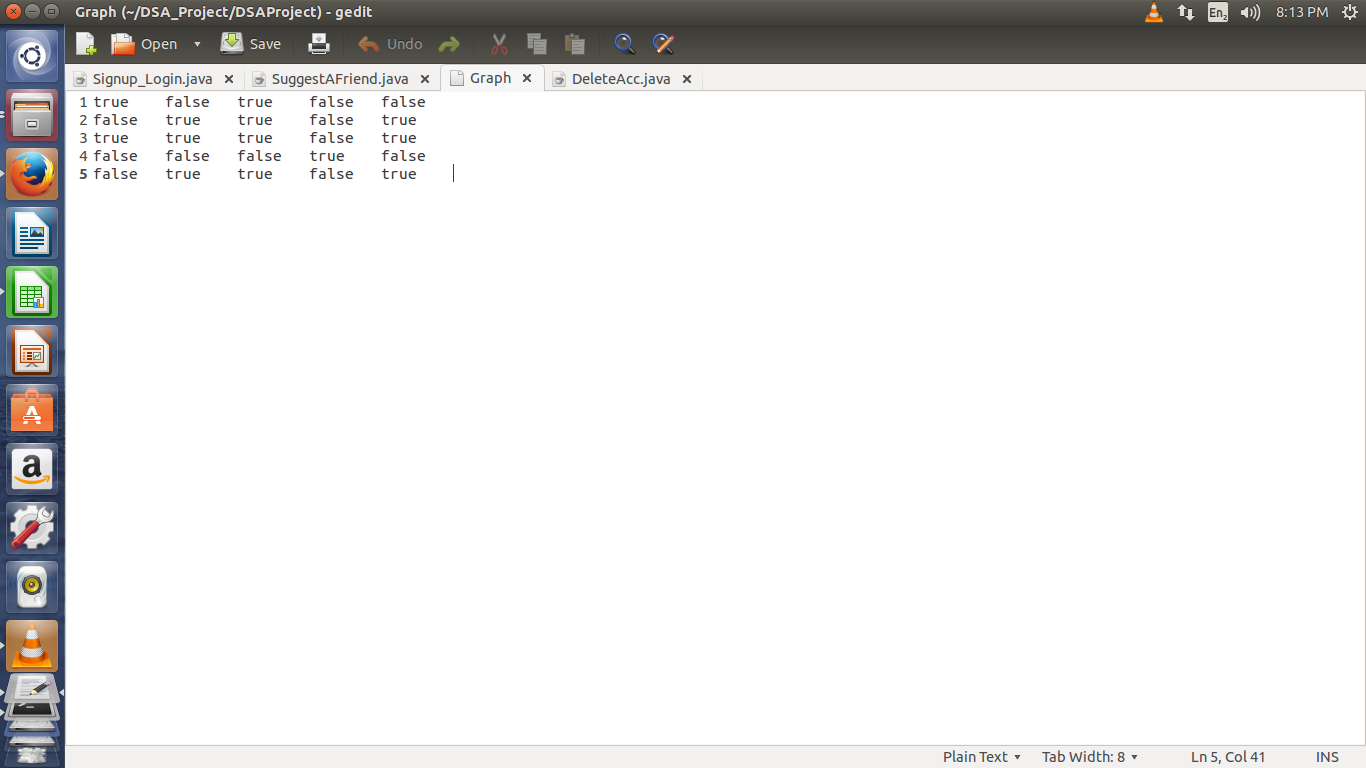 Graph (~/DSA_Project/DSAProject) - gedit
En2
8:13 PM
Open
Save
Undo
Signup_Login.java
SuggestAFriend.java
Graph
DeleteAcc.java
1 true false true false false
2 false true true false true
3 true true true false true
4 false false false true false
5 false true true false true
Plain Text
Tab Width: 8
Ln 5, Col 41
INS